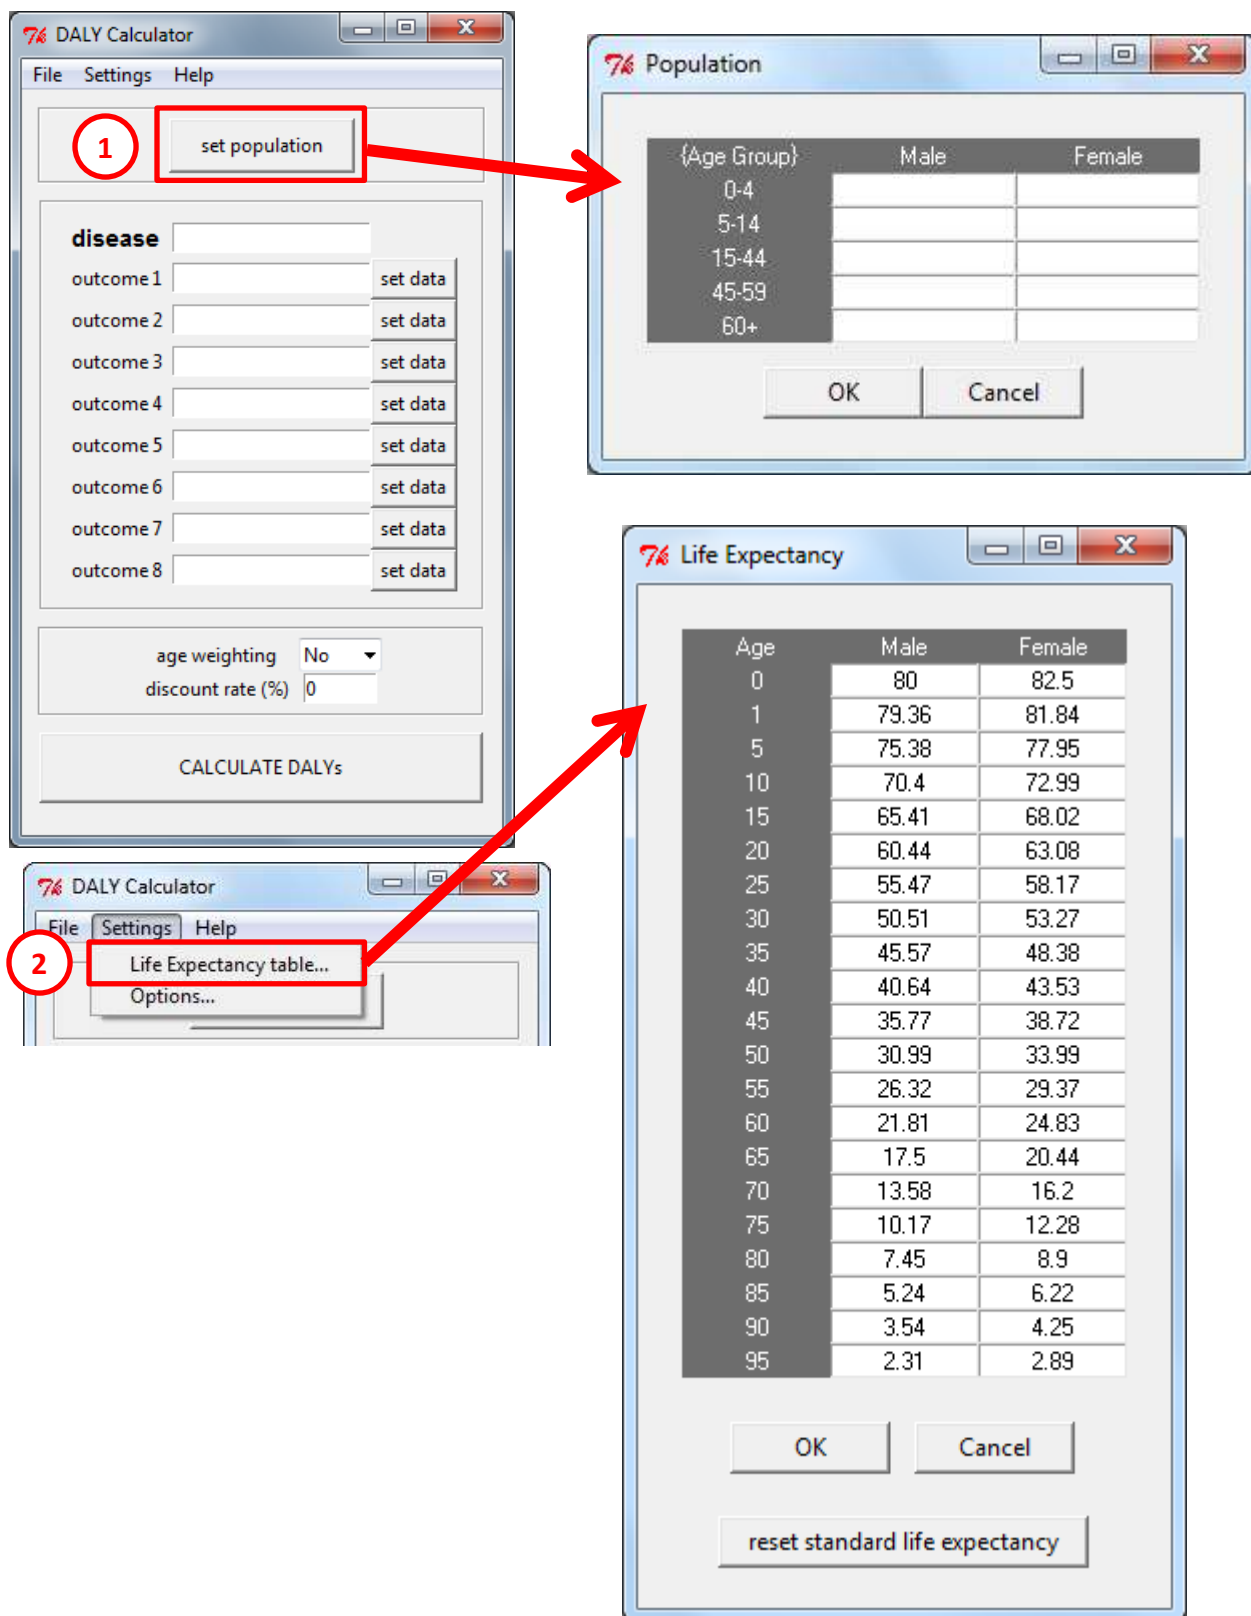 DALY Calculator
File Settings Help
1
set population
disease
outcome 1 set data
outcome 2 set data
outcome 3 set data
outcome 4 set data
outcome 5 set data
outcome 6 set data
outcome 7 set data
outcome 8 set data
age weighting No
discount rate (%) 0
CALCULATE DALYs
Population
{Age Group} Male Female
0-4
5-14
15-44
45-59
60+
OK Cancel
DALY Calculator
File Settings Help
2
Life Expectancy table...
Options...
Life Expectancy
Age Male Female
0 80 82.5
1 79.36 81.84
5 75.38 77.95
10 70.4 72.99
15 65.41 68.02
20 60.44 63.08
25 55.47 58.17
30 50.51 53.27
35 45.57 48.38
40 40.64 43.53
45 35.77 38.72
50 30.99 33.99
55 26.32 29.37
60 21.81 24.83
65 17.5 20.44
70 13.58 16.2
75 10.17 12.28
80 7.45 8.9
85 5.24 6.22
90 3.54 4.25
95 2.31 2.89
OK Cancel
reset standard life expectancy